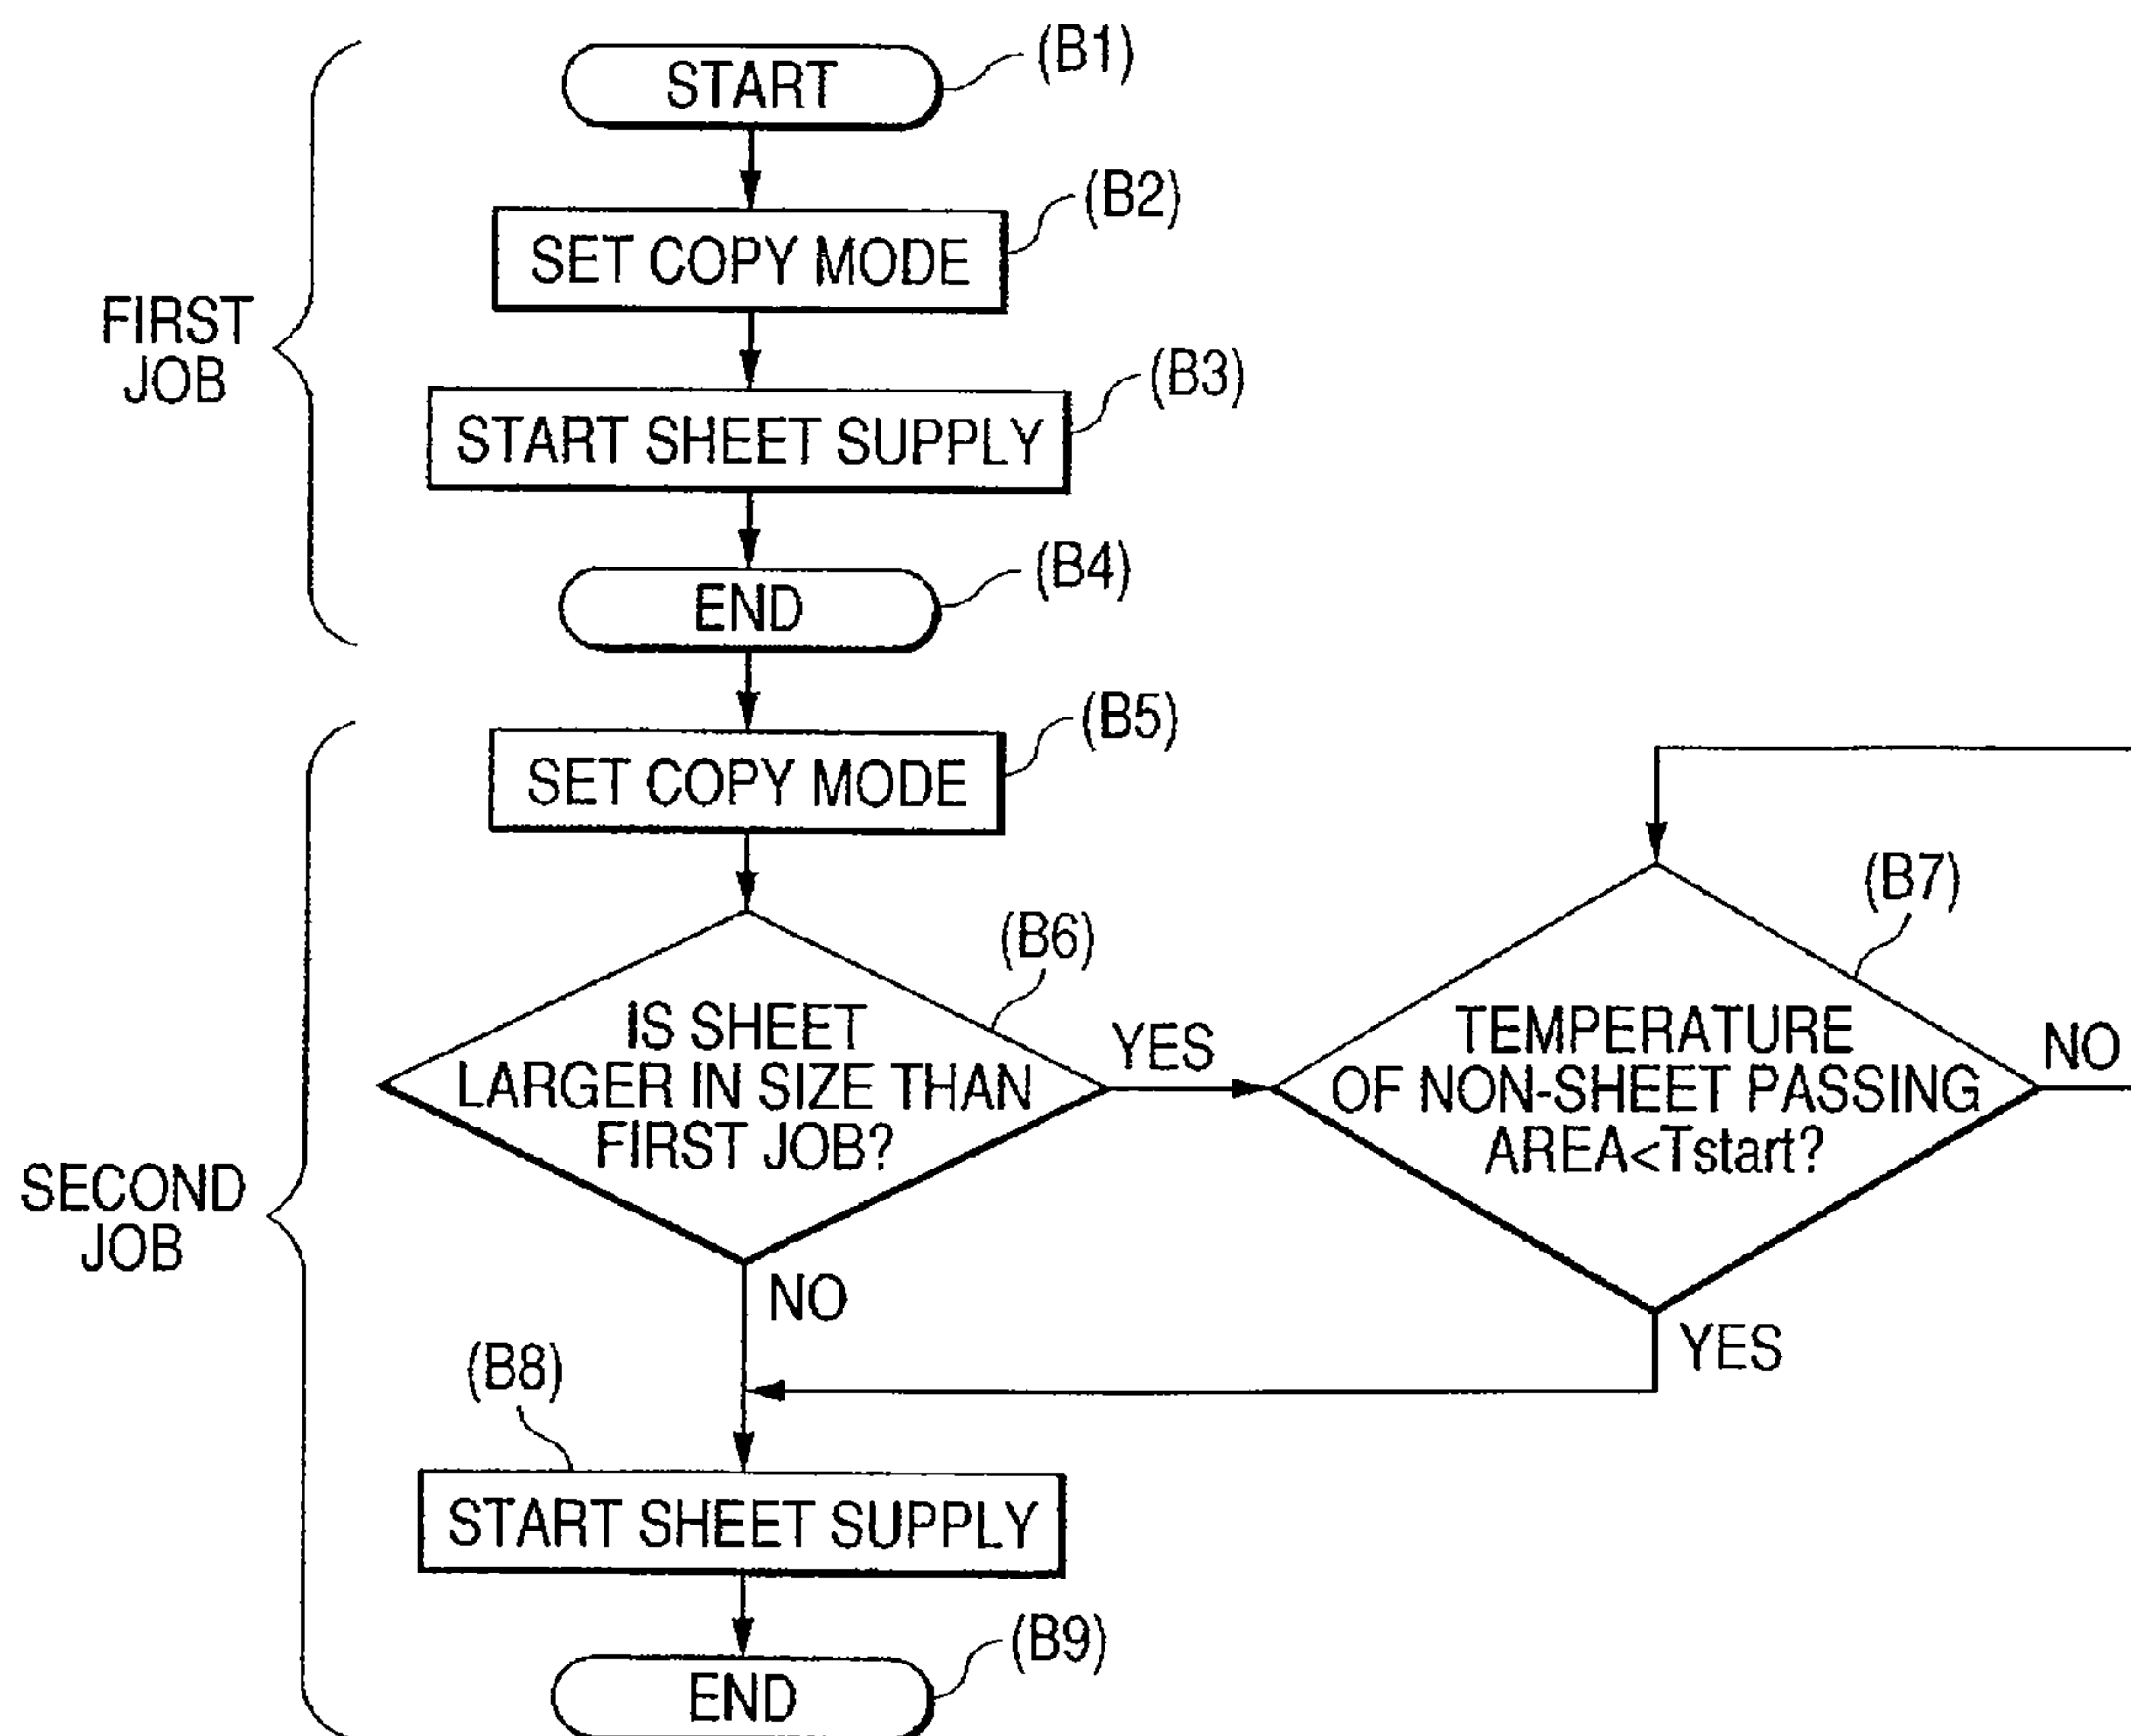 START
(B1)
SET COPY MODE
(B2)
START SHEET SUPPLY
(B3)
FIRST
JOB
END
(B4)
SET COPY MODE
(B5)
IS SHEET
LARGER IN SIZE THAN
FIRST JOB?
(B6)
YES
NO
TEMPERATURE
OF NON-SHEET PASSING
AREA<Tstart?
(B7)
NO
YES
SECOND
JOB
(B8)
START SHEET SUPPLY
END
(B9)